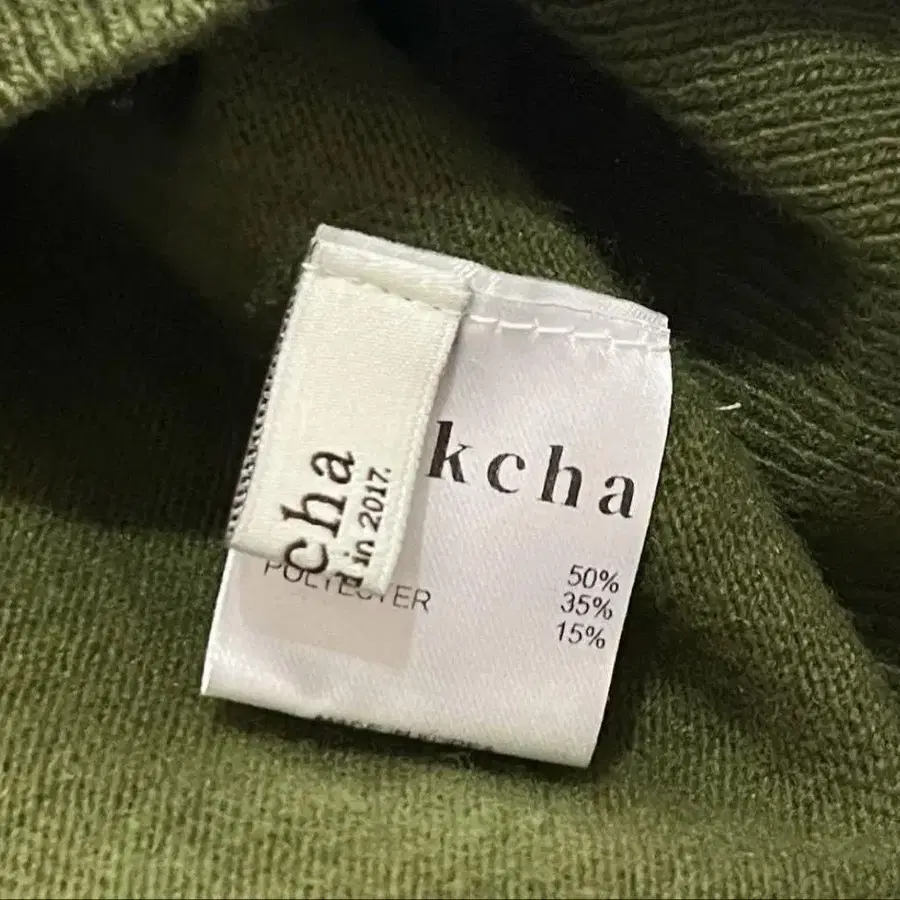 kcha
cha
in 2017.
50%
35%
POLYESTER 15%